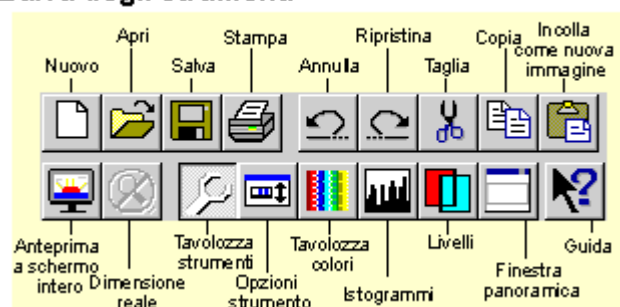 Barra degli strumenti
Apri
Stampa
Ripristina
Copia
Incolla
come nuova
immagine
Nuovo
Salva
Annulla
Taglia
Anteprima
a schermo
intero
Dimensione
reale
Tavolozza
strumenti
Opzioni
strumento
Tavolozza
colori
Istogrammi
Livelli
Finestra
panoramica
Guida